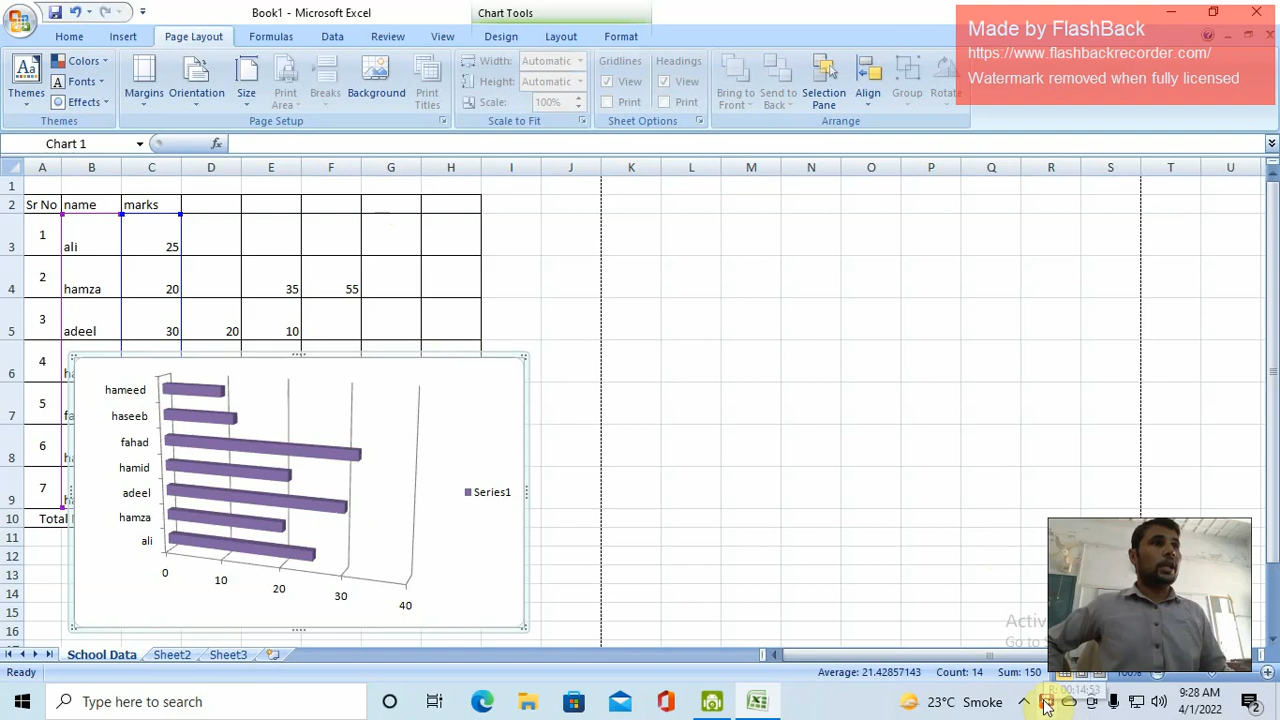 Book1 - Microsoft Excel
Chart Tools
Made by FlashBack
https://www.flashbackrecorder.com/
Watermark removed when fully licensed
Home Insert Page Layout Formulas Data Review View Design Layout Format
Colors
Fonts
Effects
Themes
Margins Orientation Size Print Area Breaks Background Print Titles
Width: Automatic
Height: Automatic
Scale: 100%
Gridlines Headings
View View
Print Print
Bring to Front Send to Back Selection Pane Align Group Rotate
Themes Page Setup Scale to Fit Sheet Options Arrange
Chart 1 fx
A B C D E F G H I J K L M N O P Q R S T U
1
2 Sr No name marks
3 1 ali 25
4 2 hamza 20 35 55
5 3 adeel 30 20 10
6 4
7 5
8 6
9 7
10 Total
11
12
13
14
15
16
hameed
haseeb
fahad
hamid
adeel
hamza
ali
0 10 20 30 40
Series1
Go to
School Data Sheet2 Sheet3
Ready
Average: 21.42857143 Count: 14 Sum: 150
100%
R: 00:14:53
Type here to search
23°C Smoke
9:28 AM
4/1/2022
2